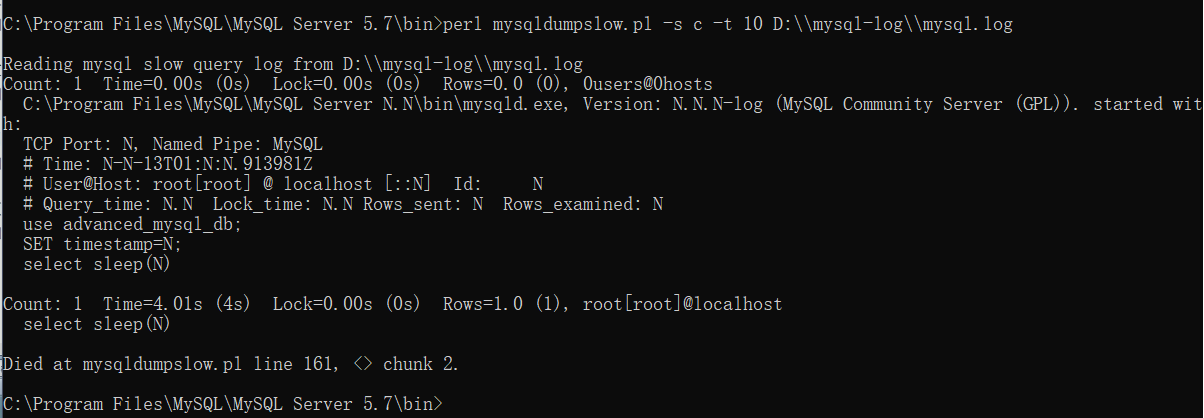 C:\Program Files\MySQL\MySQL Server 5.7\bin>perl mysqldumpslow.pl -s c -t 10 D:\\mysql-log\\mysql.log
Reading mysql slow query log from D:\\mysql-log\\mysql.log
Count: 1  Time=0.00s (0s)  Lock=0.00s (0s)  Rows=0.0 (0), 0users@0hosts
  C:\Program Files\MySQL\MySQL Server N.N\bin\mysqld.exe, Version: N.N.N-log (MySQL Community Server (GPL)). started wit
h:
  TCP Port: N, Named Pipe: MySQL
  # Time: N-N-13T01:N:N.913981Z
  # User@Host: root[root] @ localhost [::N]  Id:     N
  # Query_time: N.N  Lock_time: N.N Rows_sent: N  Rows_examined: N
  use advanced_mysql_db;
  SET timestamp=N;
  select sleep(N)
Count: 1  Time=4.01s (4s)  Lock=0.00s (0s)  Rows=1.0 (1), root[root]@localhost
  select sleep(N)
Died at mysqldumpslow.pl line 161, <> chunk 2.
C:\Program Files\MySQL\MySQL Server 5.7\bin>